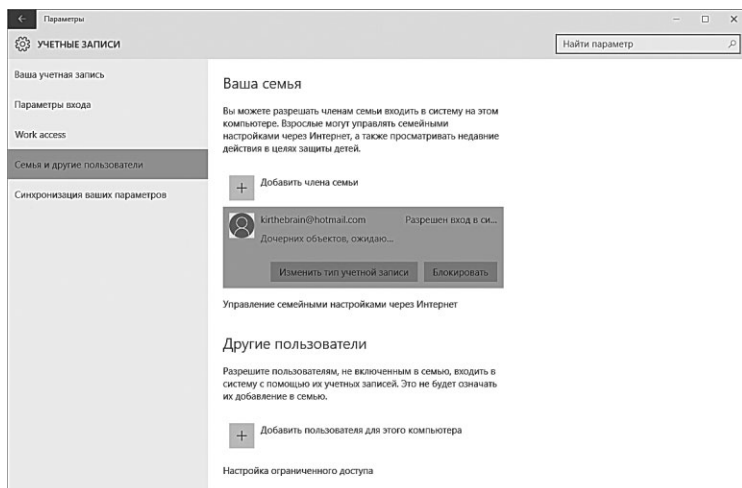 Параметры
УЧЕТНЫЕ ЗАПИСИ
Найти параметр
Ваша учетная запись
Параметры входа
Work access
Семья и другие пользователи
Синхронизация ваших параметров
Ваша семья
Вы можете разрешать членам семьи входить в систему на этом
компьютере. Взрослые могут управлять семейными
настройками через Интернет, а также просматривать недавние
действия в целях защиты детей.
Добавить члена семьи
kirthebrain@hotmail.com Разрешен вход в си...
Дочерних объектов, ожидаю...
Изменить тип учетной записи Блокировать
Управление семейными настройками через Интернет
Другие пользователи
Разрешите пользователям, не включенным в семью, входить в
систему с помощью их учетных записей. Это не будет означать
их добавление в семью.
Добавить пользователя для этого компьютера
Настройка ограниченного доступа